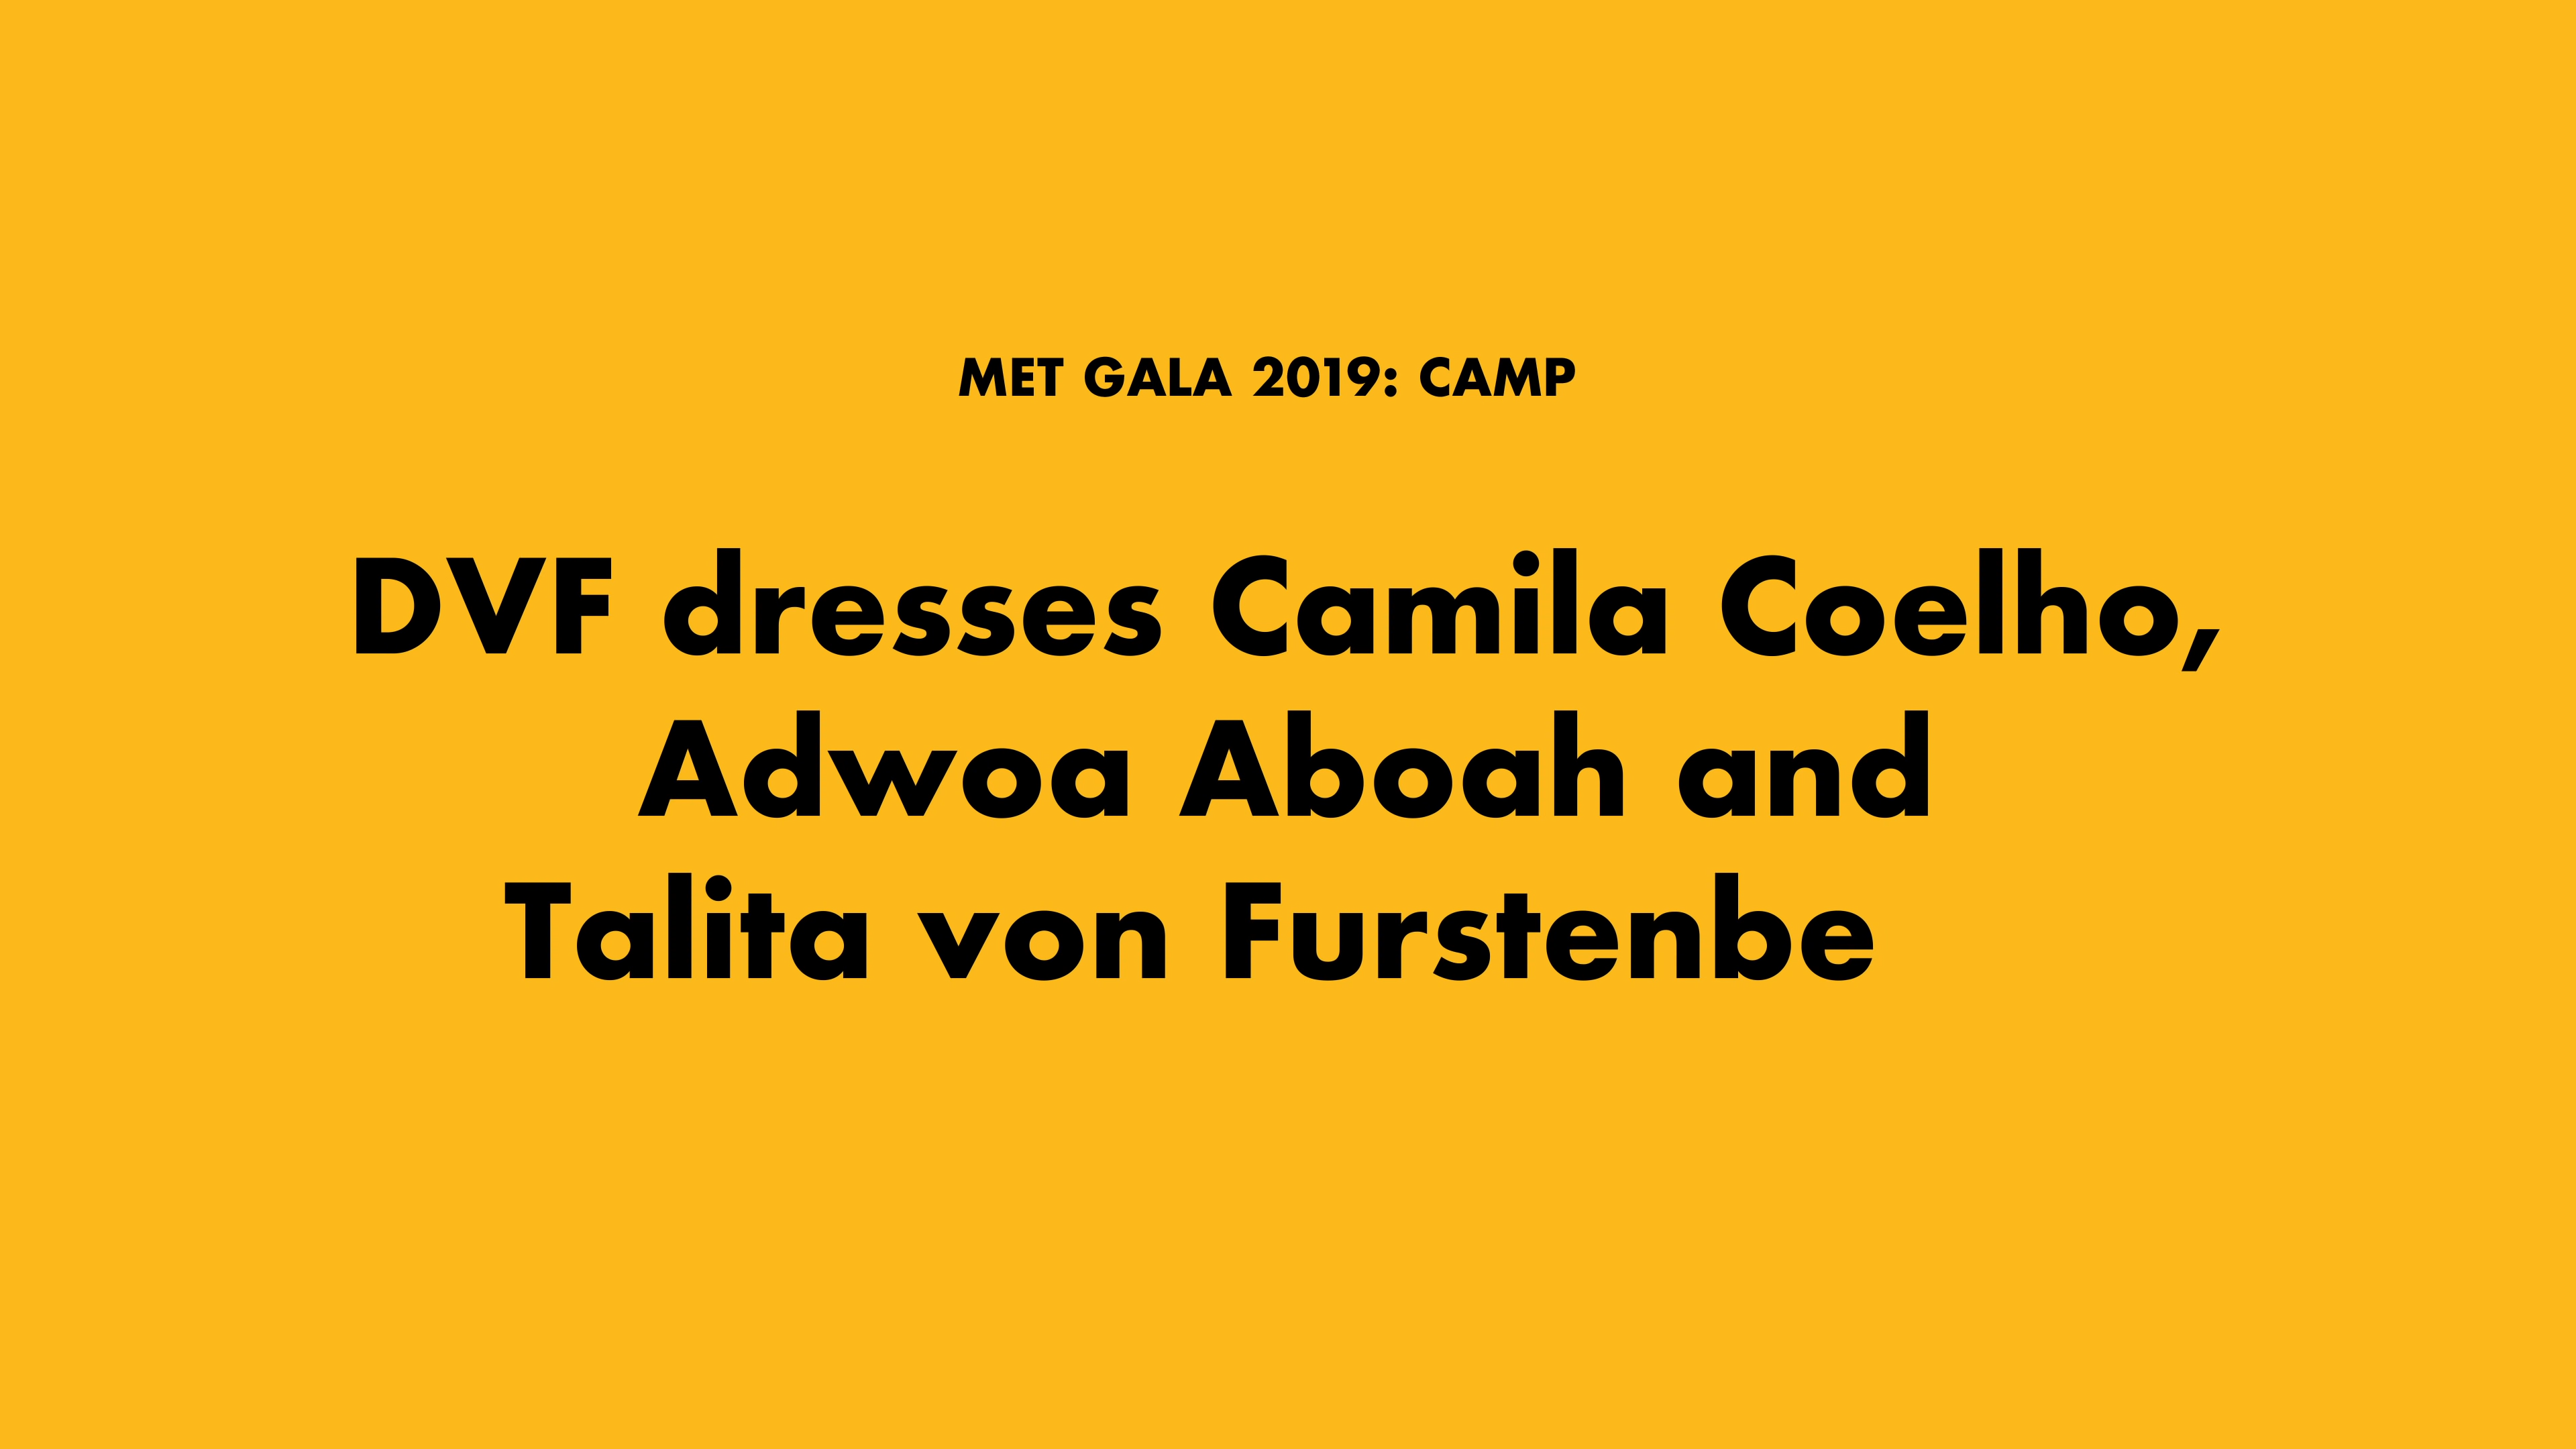 MET GALA 2019: CAMP
DVF dresses Camila Coelho,
Adwoa Aboah and
Talita von Furstenbe